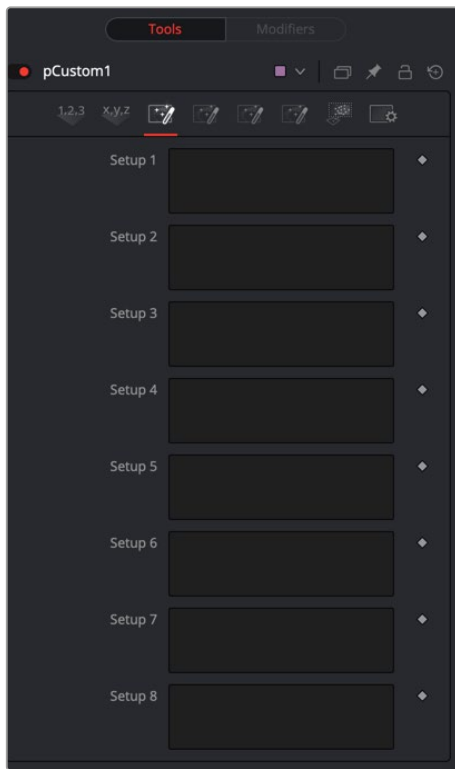 Tools Modifiers
pCustom1
1,2,3 x,y,z
Setup 1
Setup 2
Setup 3
Setup 4
Setup 5
Setup 6
Setup 7
Setup 8